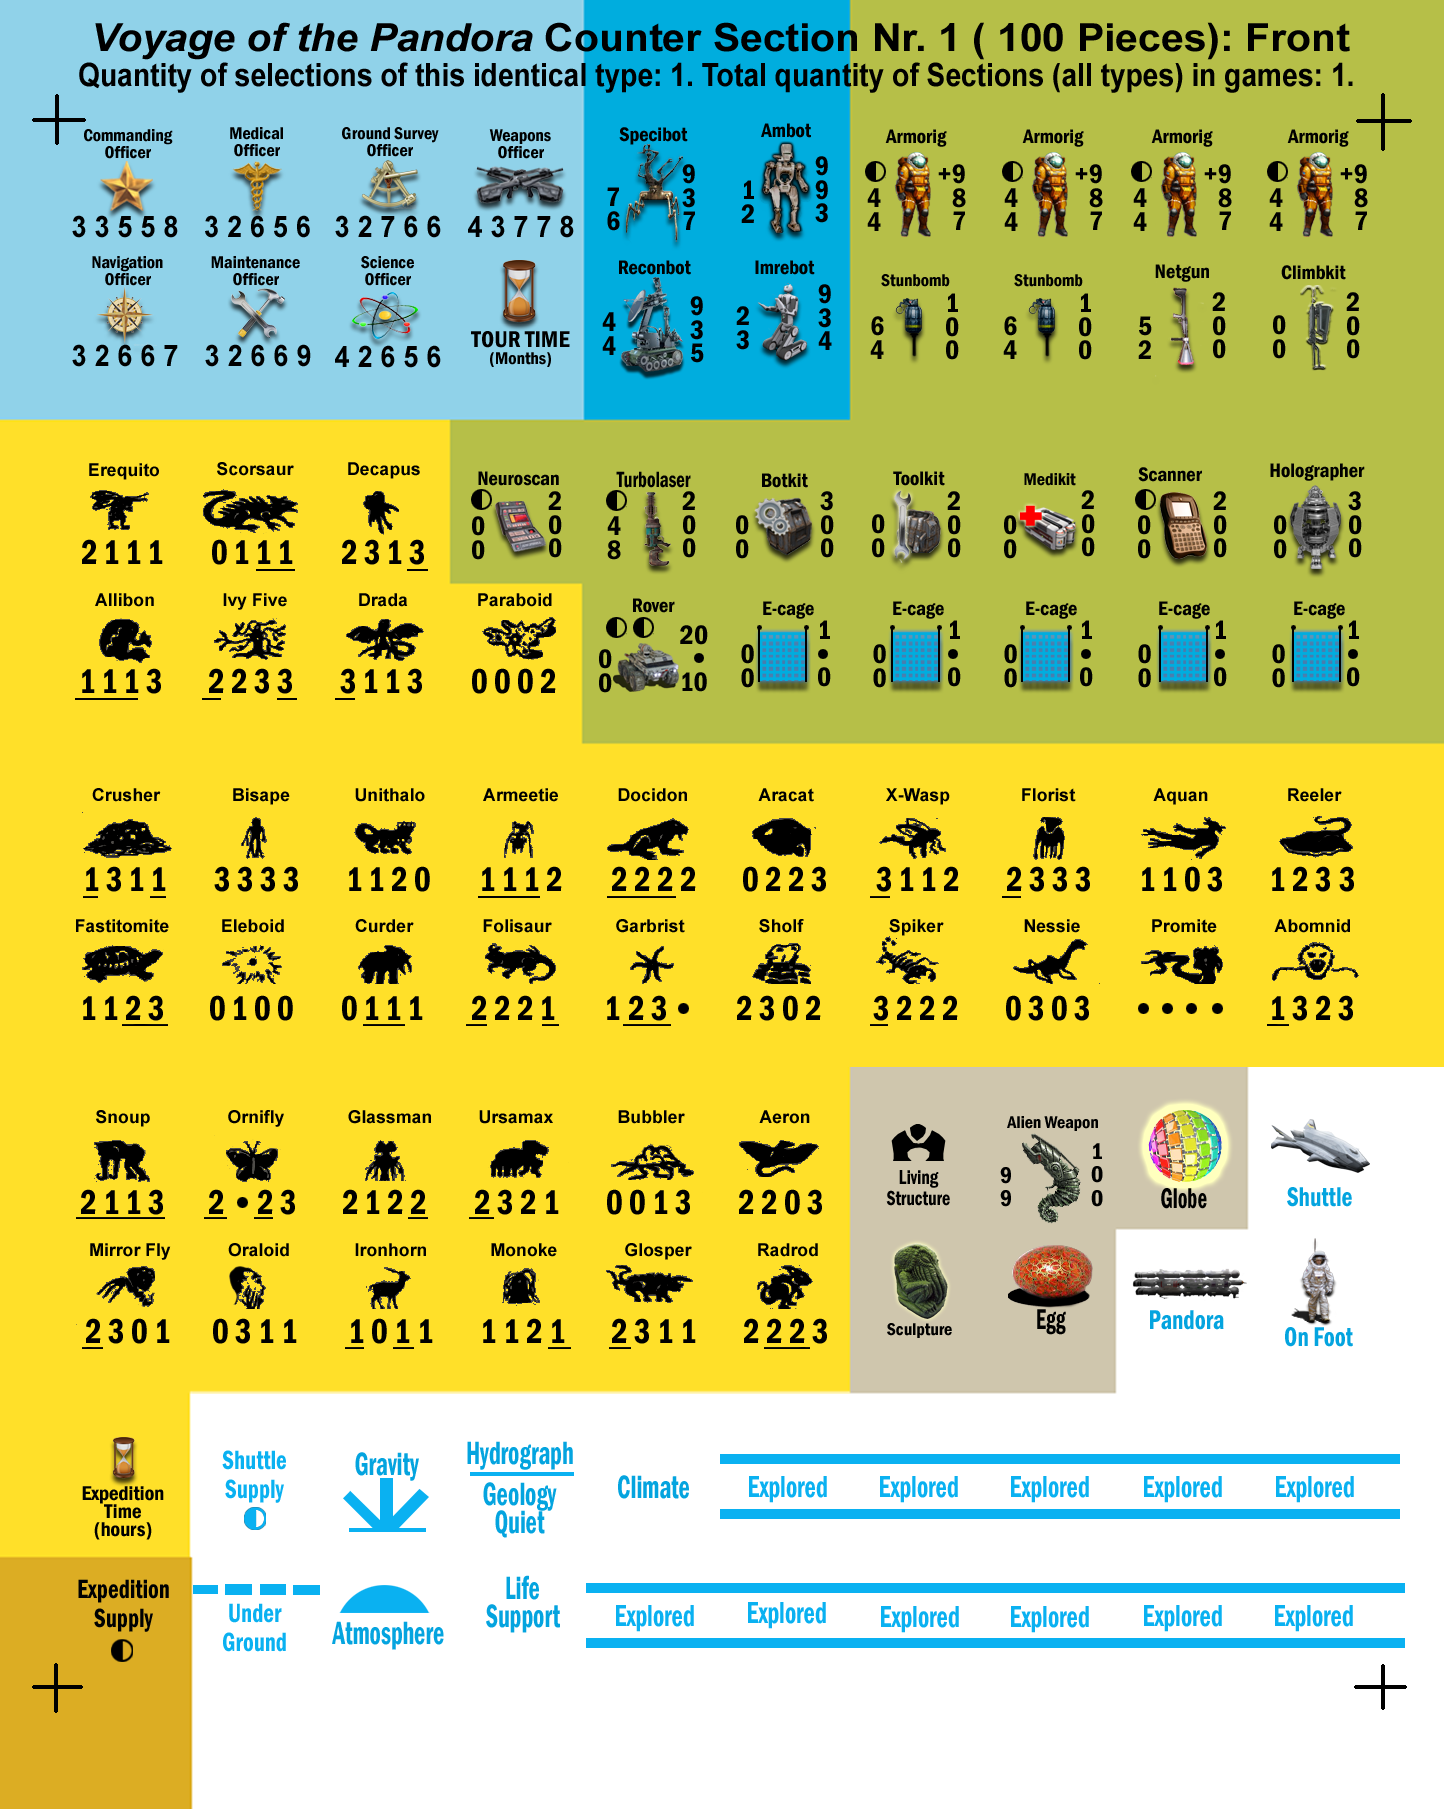 Voyage of the Pandora Counter Section Nr. 1 ( 100 Pieces): Front
Quantity of selections of this identical type: 1. Total quantity of Sections (all types) in games: 1.
Commanding Officer
3 3 5 5 8
Medical Officer
3 2 6 5 6
Ground Survey Officer
3 2 7 6 6
Weapons Officer
4 3 7 7 8
Specibot
7 6
9 3 7
Ambot
1 2
9 9 3
Armorig
4 4
+9 8 7
Armorig
4 4
+9 8 7
Armorig
4 4
+9 8 7
Armorig
4 4
+9 8 7
Navigation Officer
3 2 6 6 7
Maintenance Officer
3 2 6 6 9
Science Officer
4 2 6 5 6
TOUR TIME
(Months)
Reconbot
4 4
9 3 5
Imrebot
2 3
9 3 4
Stunbomb
6 4
1 0 0
Stunbomb
6 4
1 0 0
Netgun
5 2
2 0 0
Climbkit
0 0
2 0 0
Erequito
2 1 1 1
Scorsaur
0 1 1 1
Decapus
2 3 1 3
Neuroscan
0 0
2 0 0
Turbolaser
4 8
2 0 0
Botkit
0 0
3 0 0
Toolkit
0 0
2 0 0
Medikit
0 0
2 0 0
Scanner
0 0
2 0 0
Holographer
0 0
3 0 0
Allibon
1 1 1 3
Ivy Five
2 2 3 3
Drada
3 1 1 3
Paraboid
0 0 0 2
Rover
0 0
20 • 10
E-cage
0 0
1 • 0
E-cage
0 0
1 • 0
E-cage
0 0
1 • 0
E-cage
0 0
1 • 0
E-cage
0 0
1 • 0
Crusher
1 3 1 1
Bisape
3 3 3 3
Unithalo
1 1 2 0
Armeetie
1 1 1 2
Docidon
2 2 2 2
Aracat
0 2 2 3
X-Wasp
3 1 1 2
Florist
2 3 3 3
Aquan
1 1 0 3
Reeler
1 2 3 3
Fastitomite
1 1 2 3
Eleboid
0 1 0 0
Curder
0 1 1 1
Folisaur
2 2 2 1
Garbrist
1 2 3 •
Sholf
2 3 0 2
Spiker
3 2 2 2
Nessie
0 3 0 3
Promite
• • • •
Abomnid
1 3 2 3
Snoup
2 1 1 3
Ornifly
2 • 2 3
Glassman
2 1 2 2
Ursamax
2 3 2 1
Bubbler
0 0 1 3
Aeron
2 2 0 3
Living
Structure
Alien Weapon
9 9
1 0 0
Globe
Shuttle
Mirror Fly
2 3 0 1
Oraloid
0 3 1 1
Ironhorn
1 0 1 1
Monoke
1 1 2 1
Glosper
2 3 1 1
Radrod
2 2 2 3
Sculpture
Egg
Pandora
On Foot
Expedition
Time
(hours)
Shuttle
Supply
Gravity
Hydrograph
Geology
Quiet
Climate
Explored
Explored
Explored
Explored
Explored
Expedition
Supply
Under
Ground
Atmosphere
Life
Support
Explored
Explored
Explored
Explored
Explored
Explored